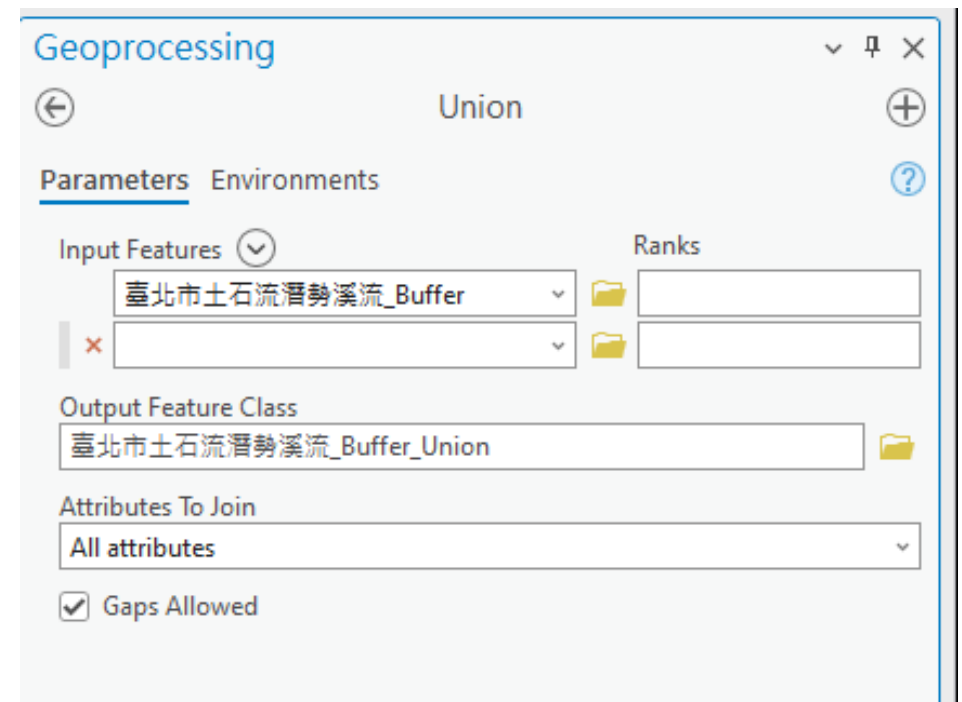 Geoprocessing
Union
Parameters Environments
Input Features Ranks
臺北市土石流潛勢溪流_Buffer
Output Feature Class
臺北市土石流潛勢溪流_Buffer_Union
Attributes To Join
All attributes
Gaps Allowed